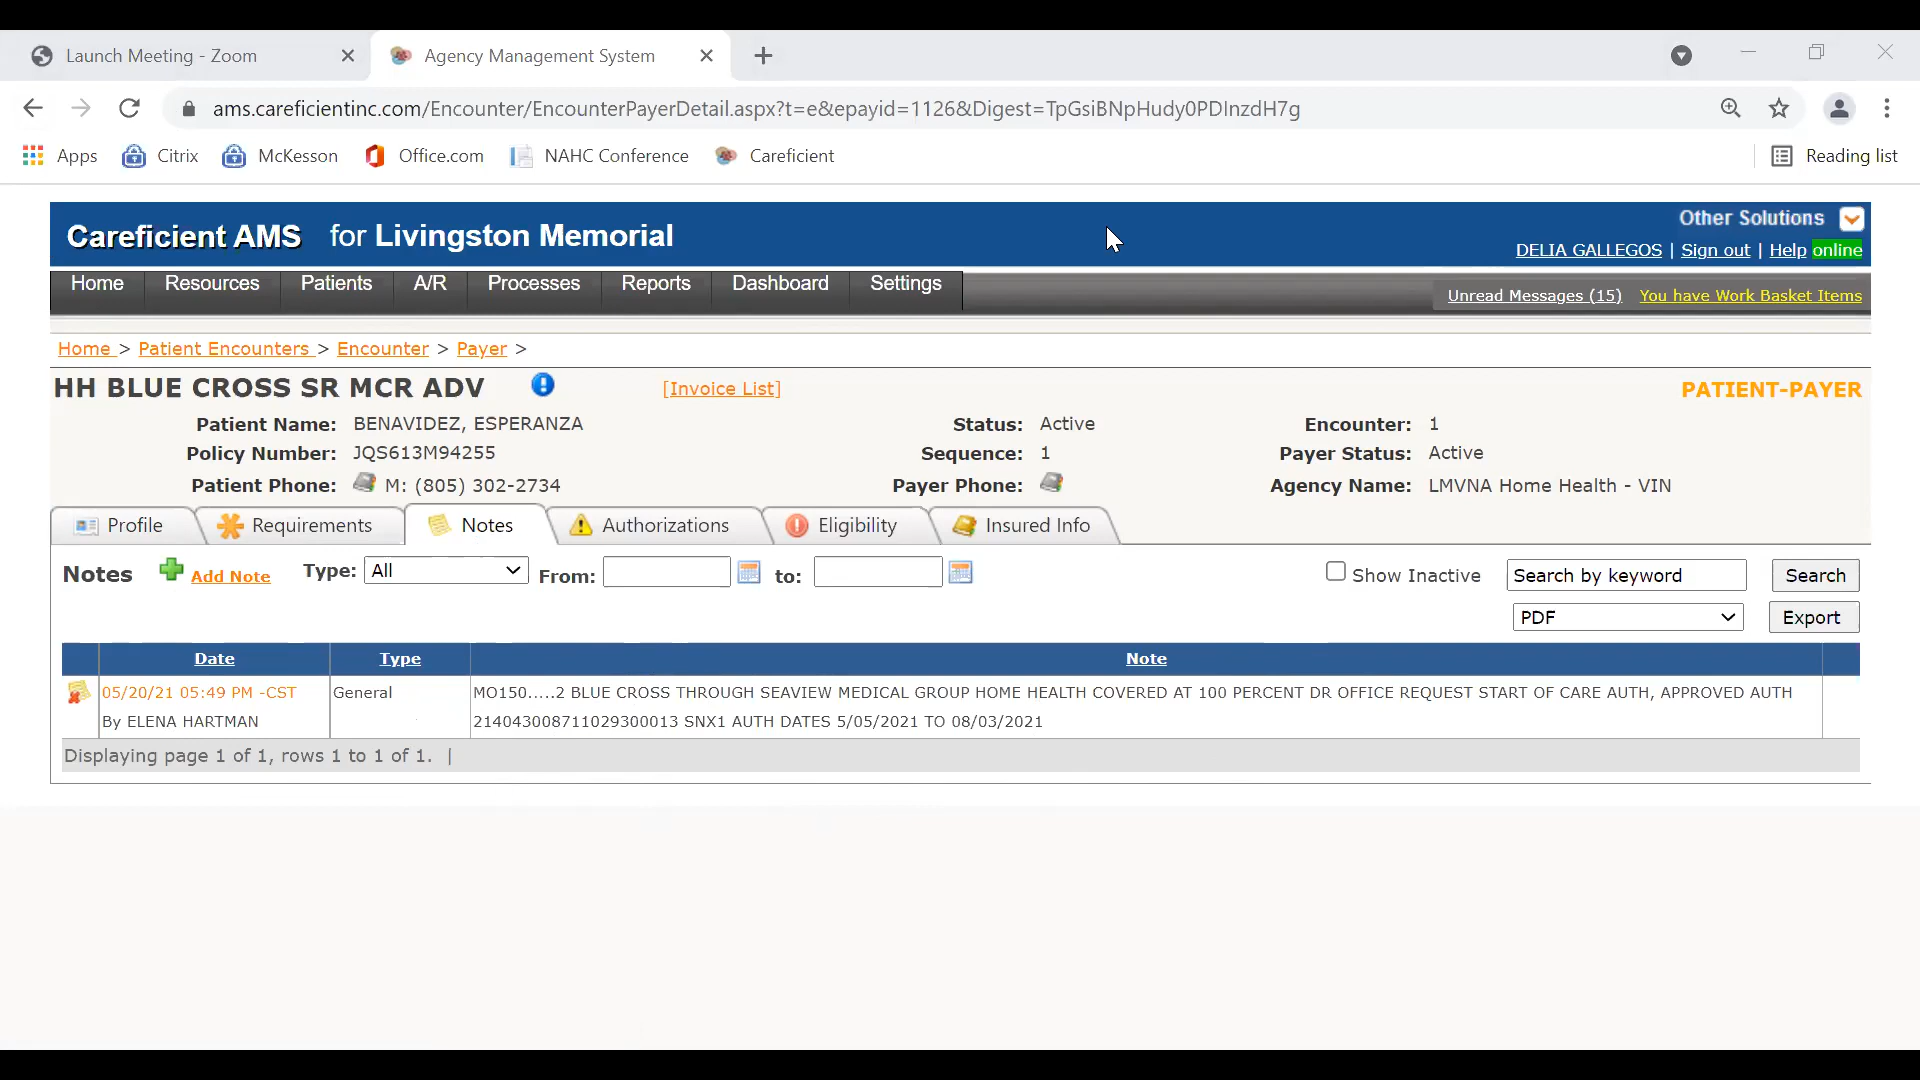 Launch Meeting - Zoom
Agency Management System
ams.careficientinc.com/Encounter/EncounterPayerDetail.aspx?t=e&epayid=1126&Digest=TpGsiBNpHudy0PDInzdH7g
Apps Citrix McKesson Office.com NAHC Conference Careficient Reading list
Other Solutions
Careficient AMS for Livingston Memorial
DELIA GALLEGOS | Sign out | Help online
Home Resources Patients A/R Processes Reports Dashboard Settings
Unread Messages (15) You have Work Basket Items
Home > Patient Encounters > Encounter > Payer >
HH BLUE CROSS SR MCR ADV [Invoice List] PATIENT-PAYER
Patient Name: BENAVIDEZ, ESPERANZA Status: Active Encounter: 1
Policy Number: JQS613M94255 Sequence: 1 Payer Status: Active
Patient Phone: M: (805) 302-2734 Payer Phone: Agency Name: LMVNA Home Health - VIN
Profile Requirements Notes Authorizations Eligibility Insured Info
Notes Add Note Type: All From: to: Show Inactive Search by keyword Search
PDF Export
Date Type Note
05/20/21 05:49 PM -CST General MO150.....2 BLUE CROSS THROUGH SEAVIEW MEDICAL GROUP HOME HEALTH COVERED AT 100 PERCENT DR OFFICE REQUEST START OF CARE AUTH, APPROVED AUTH
By ELENA HARTMAN 214043008711029300013 SNX1 AUTH DATES 5/05/2021 TO 08/03/2021
Displaying page 1 of 1, rows 1 to 1 of 1. |